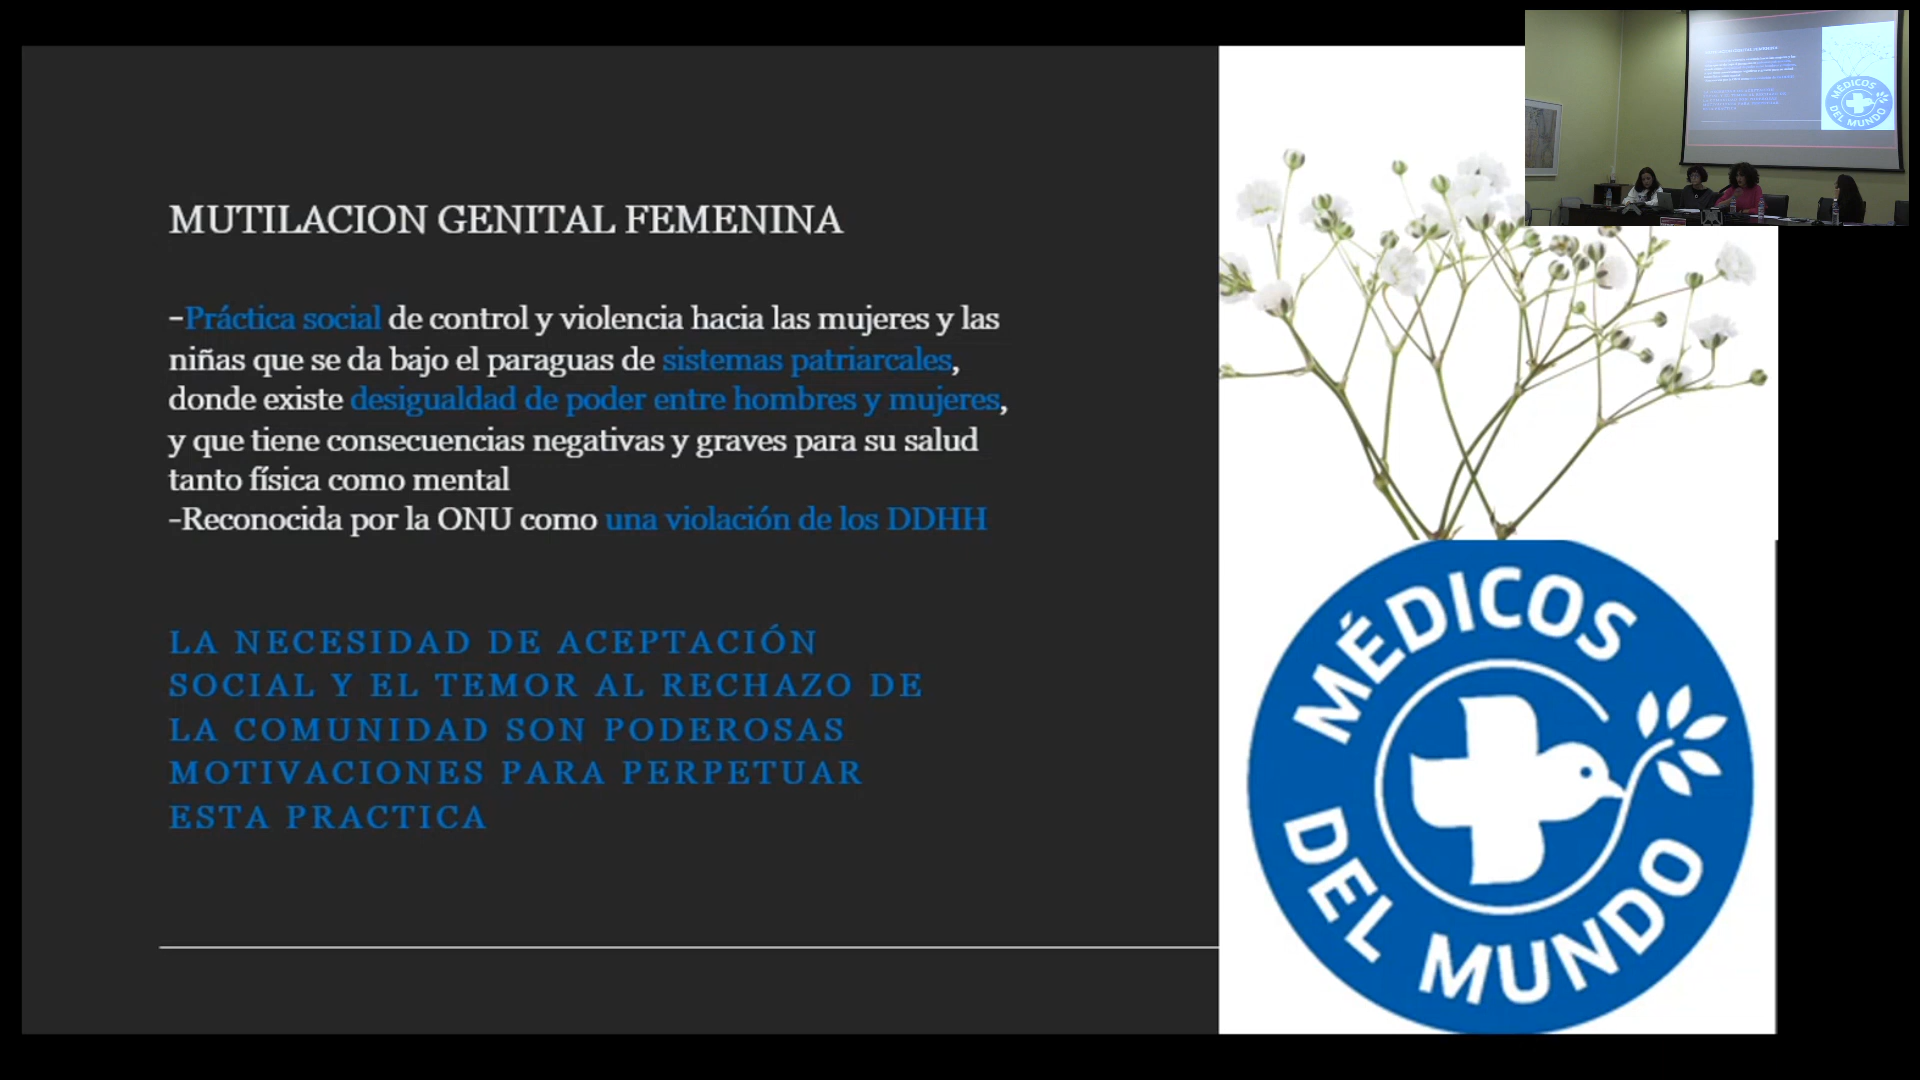 MUTILACION GENITAL FEMENINA
-Práctica social de control y violencia hacia las mujeres y las
niñas que se da bajo el paraguas de sistemas patriarcales,
donde existe desigualdad de poder entre hombres y mujeres,
y que tiene consecuencias negativas y graves para su salud
tanto física como mental
-Reconocida por la ONU como una violación de los DDHH
LA NECESIDAD DE ACEPTACIÓN
SOCIAL Y EL TEMOR AL RECHAZO DE
LA COMUNIDAD SON PODEROSAS
MOTIVACIONES PARA PERPETUAR
ESTA PRACTICA
MÉDICOS
DEL MUNDO
MÉDICOS
DEL MUNDO